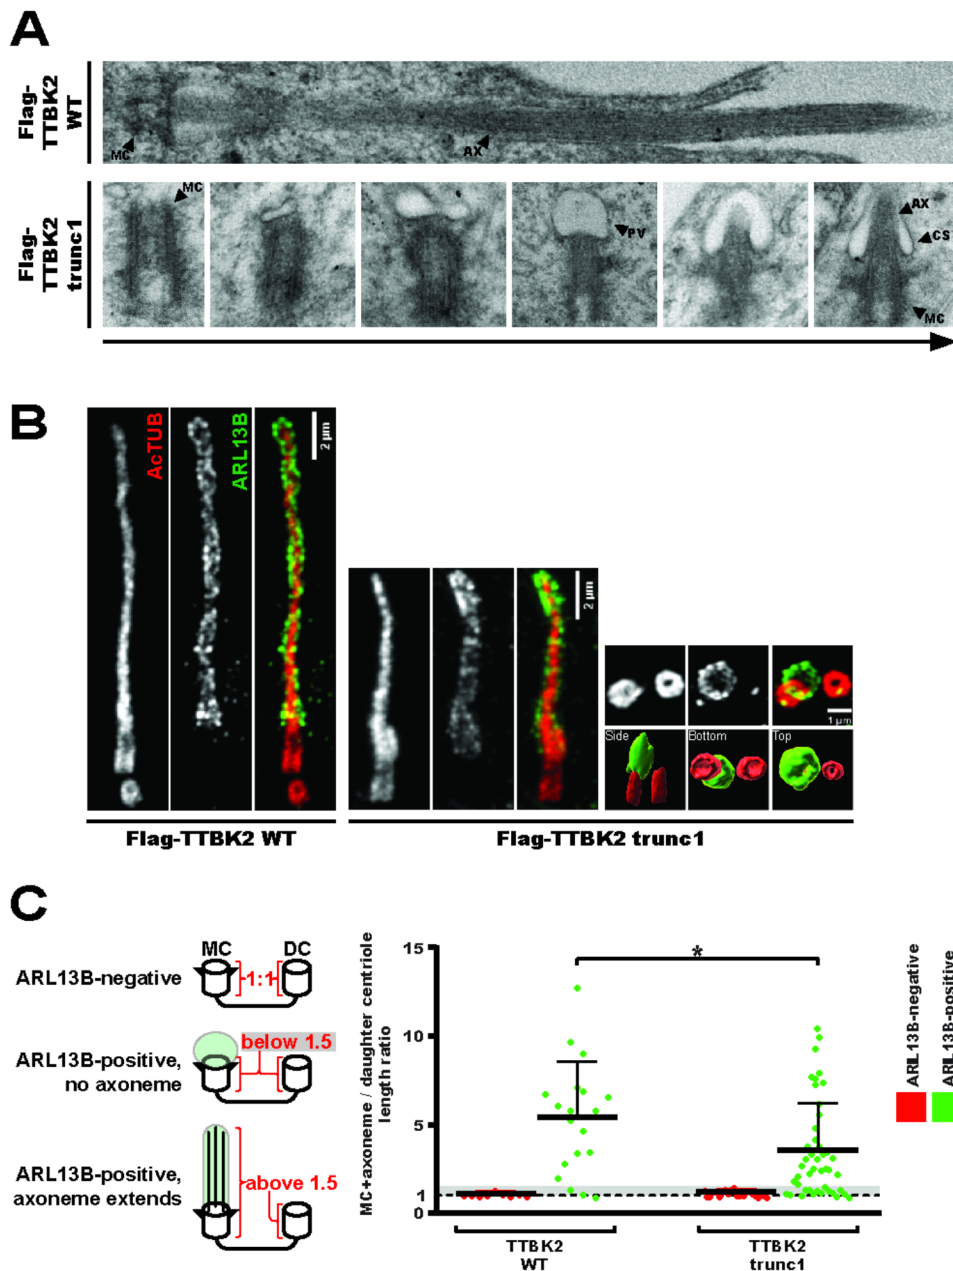 A
Flag-
TTBK2
WT
MC
AX
Flag-
TTBK2
trunc1
MC
PV
AX
CS
MC
B
AcTUB
ARL13B
2 µm
2 µm
1 µm
Side
Bottom
Top
Flag-TTBK2 WT
Flag-TTBK2 trunc1
C
MC
DC
ARL13B-negative
1:1
ARL13B-positive,
no axoneme
below 1.5
ARL13B-positive,
axoneme extends
above 1.5
MC+axoneme / daughter centriole
length ratio
15
10
5
1
0
*
TTBK2
WT
TTBK2
trunc1
ARL13B-negative
ARL13B-positive